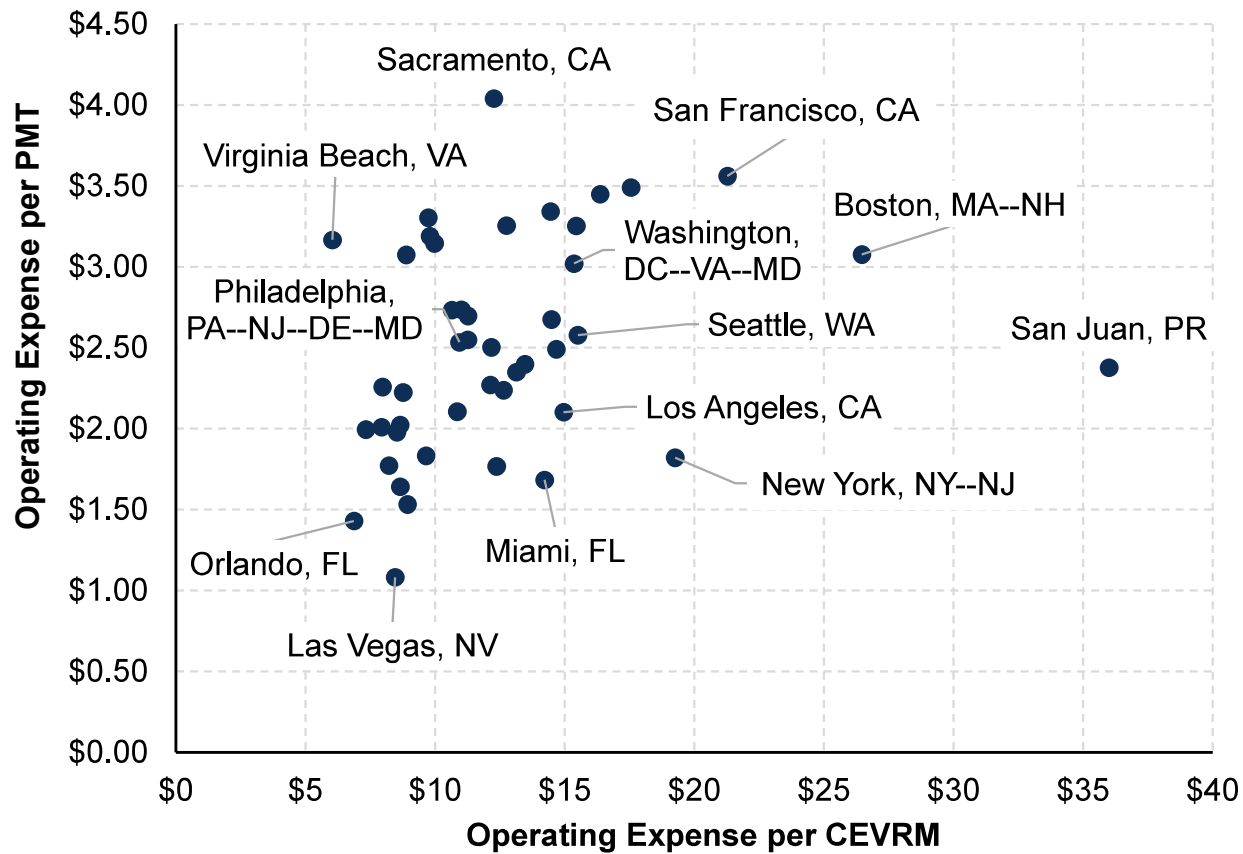 $4.50
Sacramento, CA
$4.00
San Francisco, CA
Virginia Beach, VA
$3.50
Boston, MA--NH
Washington,
DC--VA--MD
$3.00
Philadelphia,
PA--NJ--DE--MD
Seattle, WA
San Juan, PR
$2.50
Los Angeles, CA
$2.00
New York, NY--NJ
$1.50
Miami, FL
Orlando, FL
$1.00
Las Vegas, NV
$0.50
$0.00
Operating Expense per PMT
$0 $5 $10 $15 $20 $25 $30 $35 $40
Operating Expense per CEVRM